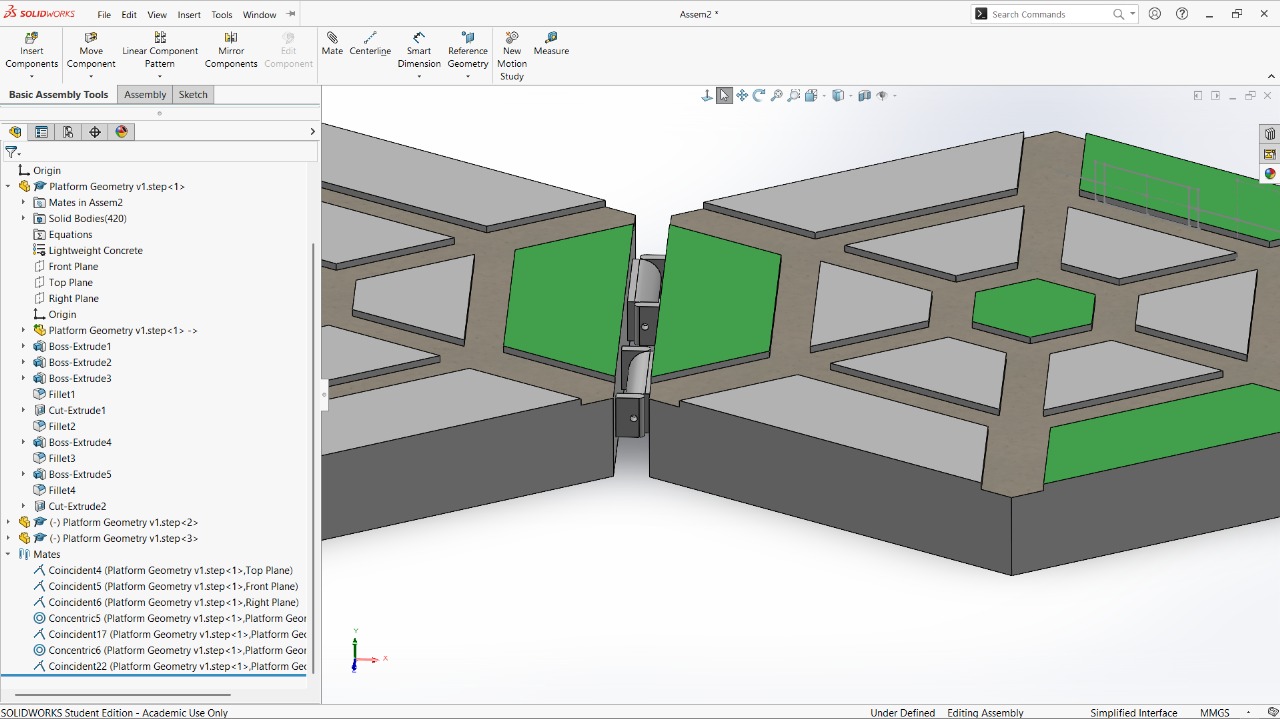 SOLIDWORKS File Edit View Insert Tools Window Assem2 * Search Commands
Insert Components
Move Component
Linear Component Pattern
Mirror Components
Edit Component
Mate
Centerline
Smart Dimension
Reference Geometry
New Motion Study
Measure
Basic Assembly Tools Assembly Sketch
Origin
Platform Geometry v1.step<1>
Mates in Assem2
Solid Bodies(420)
Equations
Lightweight Concrete
Front Plane
Top Plane
Right Plane
Origin
Platform Geometry v1.step<1> ->
Boss-Extrude1
Boss-Extrude2
Boss-Extrude3
Fillet1
Cut-Extrude1
Fillet2
Boss-Extrude4
Fillet3
Boss-Extrude5
Fillet4
Cut-Extrude2
(-) Platform Geometry v1.step<2>
(-) Platform Geometry v1.step<3>
Mates
Coincident4 (Platform Geometry v1.step<1>,Top Plane)
Coincident5 (Platform Geometry v1.step<1>,Front Plane)
Coincident6 (Platform Geometry v1.step<1>,Right Plane)
Concentric5 (Platform Geometry v1.step<1>,Platform Geor
Coincident17 (Platform Geometry v1.step<1>,Platform Geo
Concentric6 (Platform Geometry v1.step<1>,Platform Geor
Coincident22 (Platform Geometry v1.step<1>,Platform Geo
Y
X
Z
SOLIDWORKS Student Edition - Academic Use Only Under Defined Editing Assembly Simplified Interface MMGS